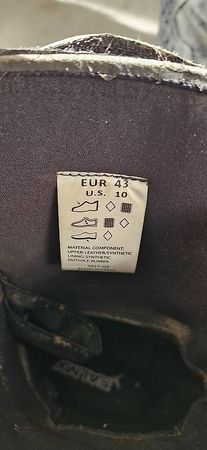 EUR 43
U.S. 10
MATERIAL COMPONENT:
UPPER:LEATHER/SYNTHETIC
LINING:SYNTHETIC
OUTSOLE:RUBBER